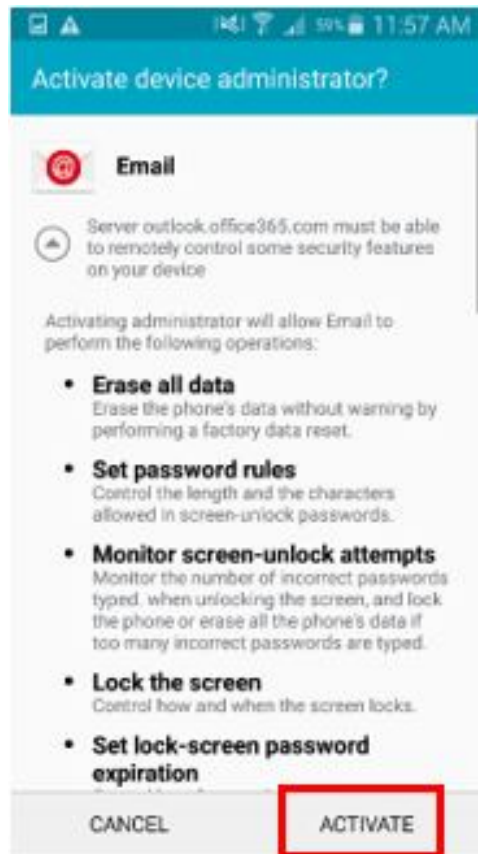 59% 11:57 AM
Activate device administrator?
@
Email
Server outlook.office365.com must be able
to remotely control some security features
on your device
Activating administrator will allow Email to
perform the following operations:
• Erase all data
Erase the phone's data without warning by
performing a factory data reset.
• Set password rules
Control the length and the characters
allowed in screen-unlock passwords.
• Monitor screen-unlock attempts
Monitor the number of incorrect passwords
typed. when unlocking the screen, and lock
the phone or erase all the phone's data if
too many incorrect passwords are typed.
• Lock the screen
Control how and when the screen locks.
• Set lock-screen password
expiration
CANCEL ACTIVATE